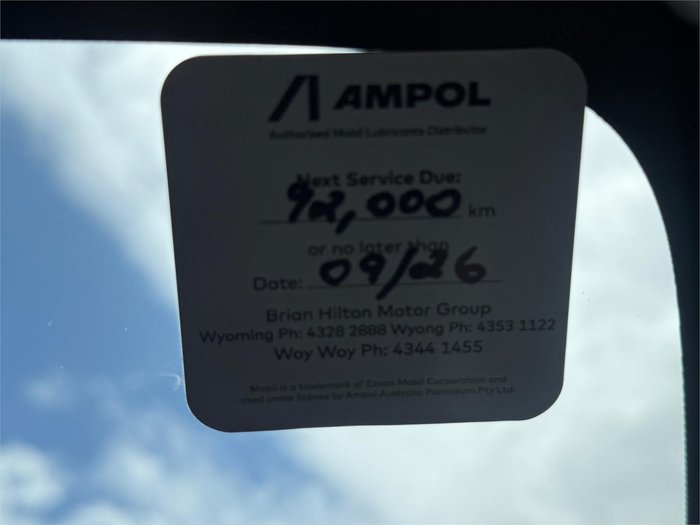 AMPOL
Authorised Mobil Lubricants Distributor
Next Service Due:
92,000 km
or no later than
Date: 09/26
Brian Hilton Motor Group
Wyoming Ph: 4328 2888 Wyong Ph: 4353 1122
Woy Woy Ph: 4344 1455
Mobil is a trademark of Exxon Mobil Corporation and
used under license by Ampol Australia Petroleum Pty Ltd.